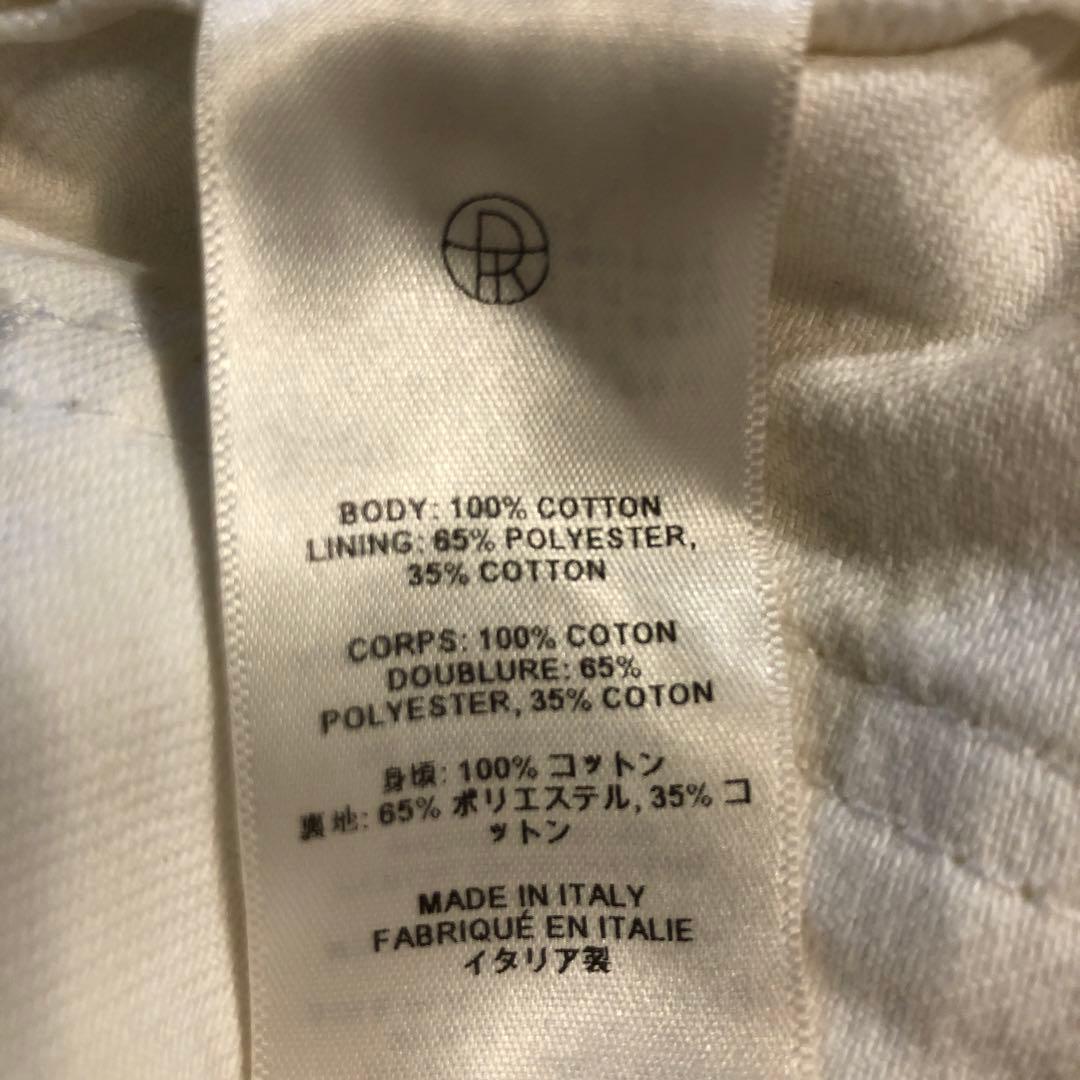 BODY: 100% COTTON
LINING: 65% POLYESTER,
35% COTTON
CORPS: 100% COTON
DOUBLURE: 65%
POLYESTER, 35% COTON
身頃: 100% コットン
裏地: 65% ポリエステル, 35% コ
ットン
MADE IN ITALY
FABRIQUÉ EN ITALIE
イタリア製